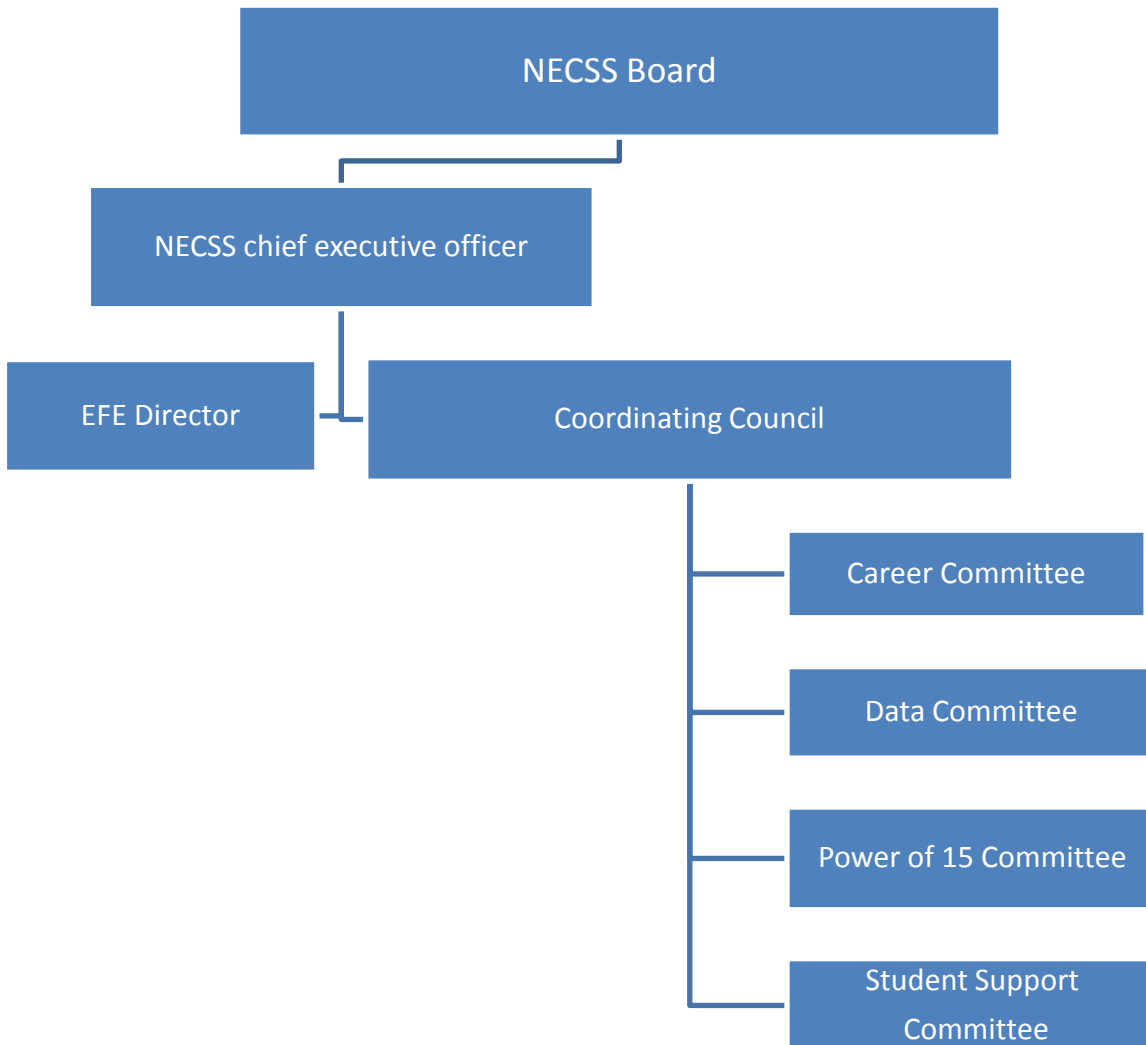 NECSS Board
NECSS chief executive officer
EFE Director
Coordinating Council
Career Committee
Data Committee
Power of 15 Committee
Student Support
Committee